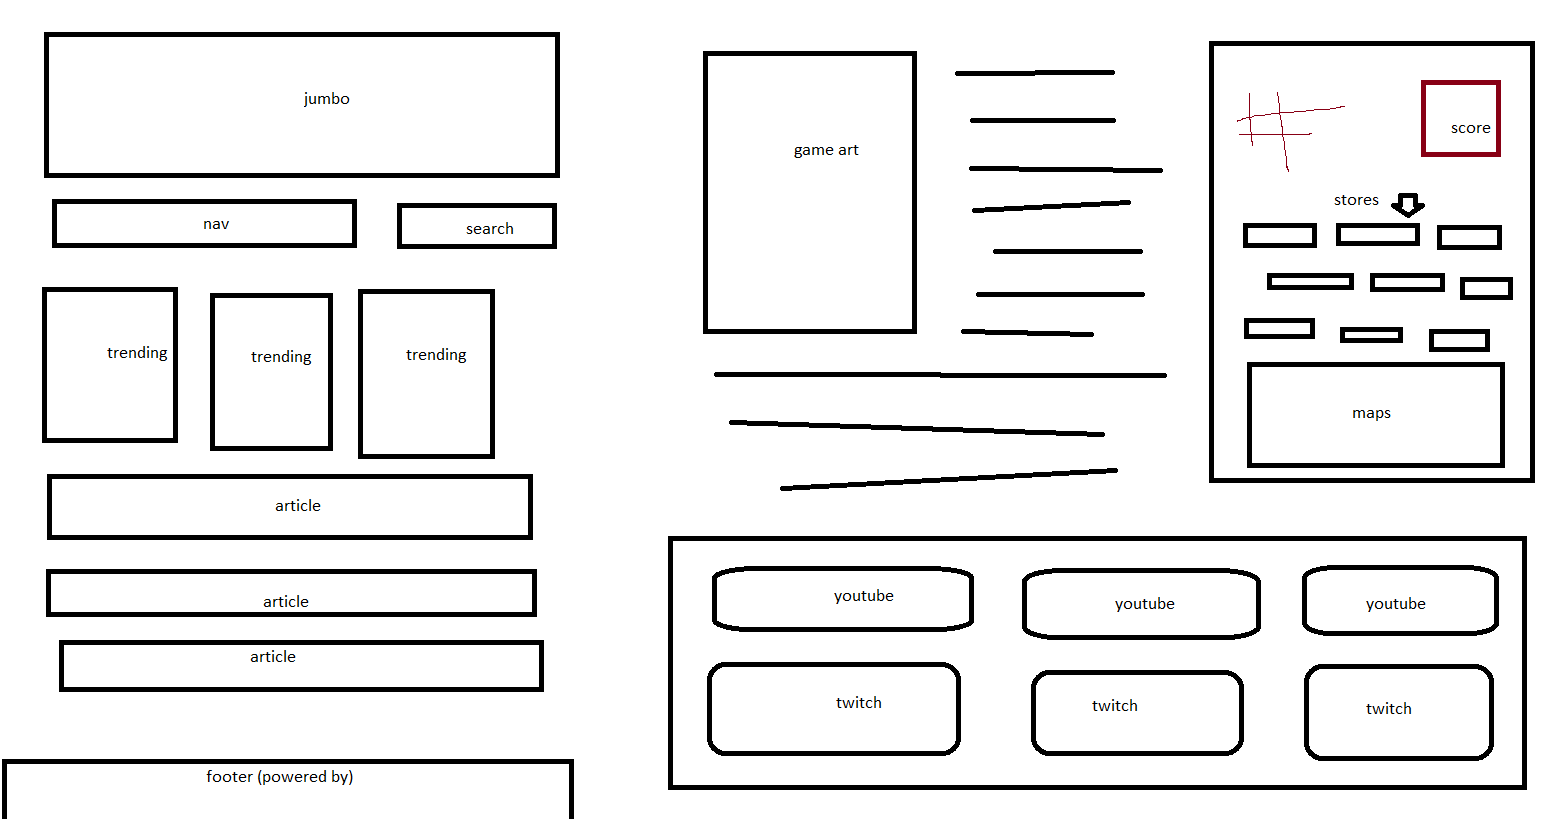 jumbo
nav
search
trending
trending
trending
article
article
article
footer (powered by)
game art
score
stores
maps
youtube
youtube
youtube
twitch
twitch
twitch